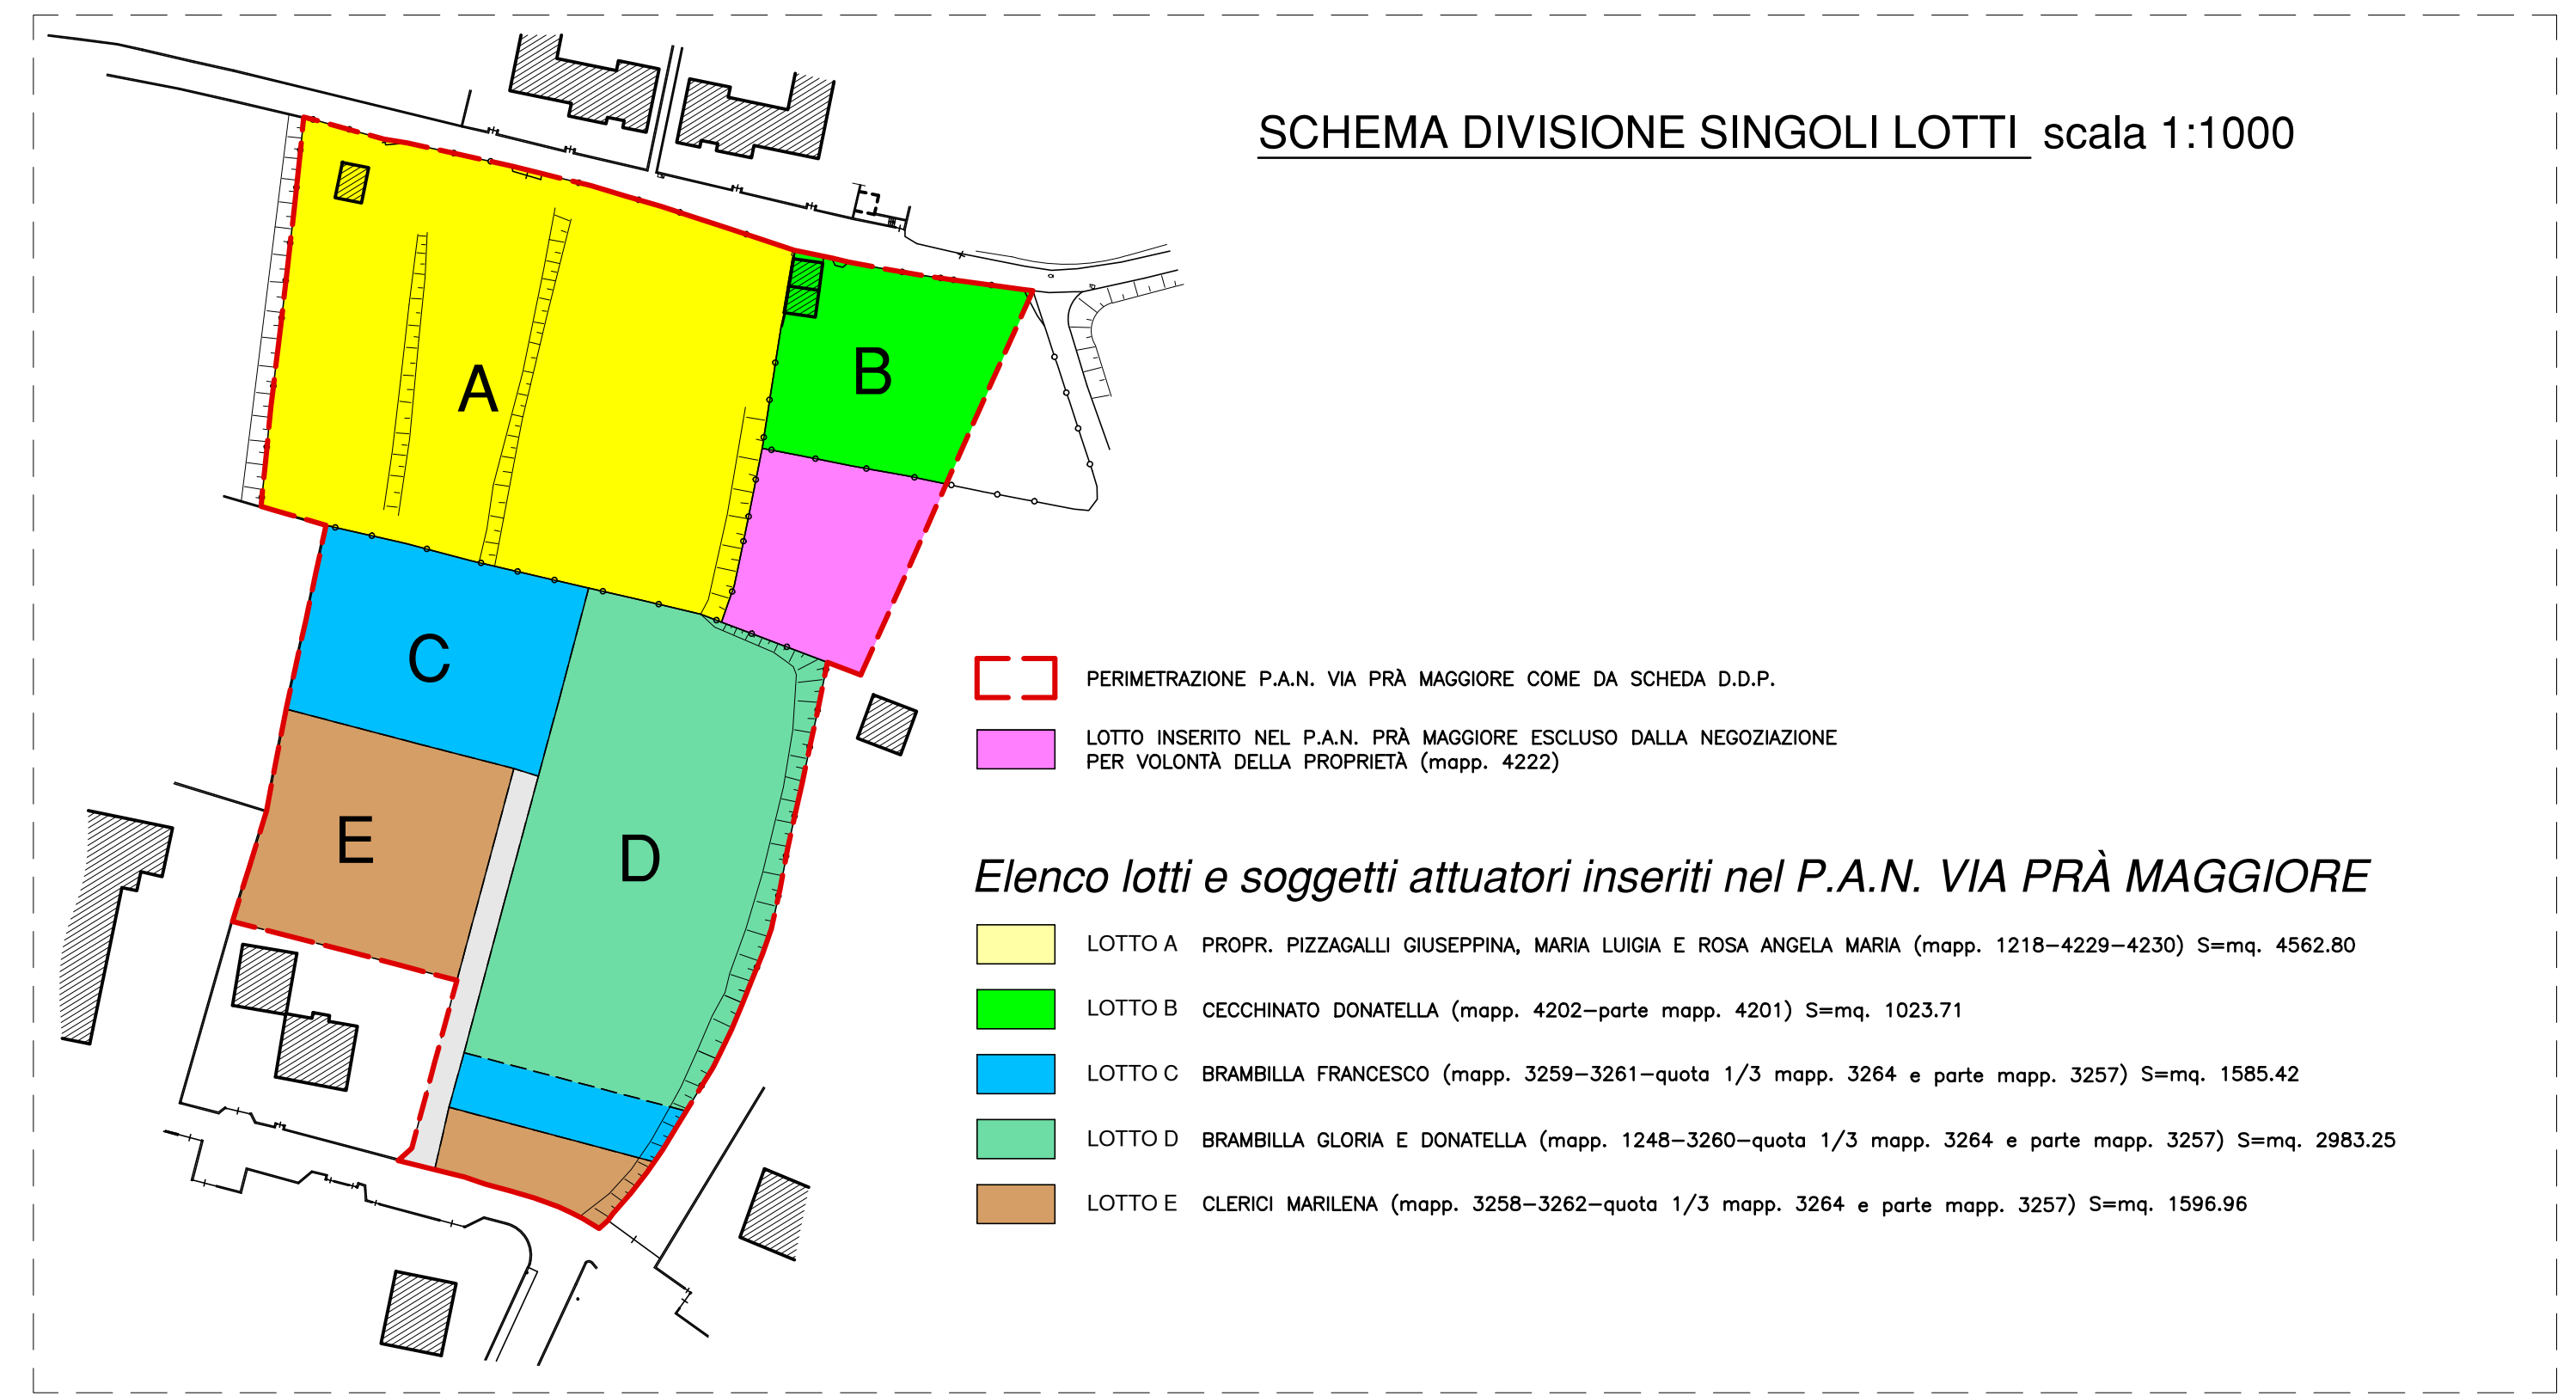 SCHEMA DIVISIONE SINGOLI LOTTI scala 1:1000
A
B
C
D
E
PERIMETRAZIONE P.A.N. VIA PRÀ MAGGIORE COME DA SCHEDA D.D.P.
LOTTO INSERITO NEL P.A.N. PRÀ MAGGIORE ESCLUSO DALLA NEGOZIAZIONE
PER VOLONTÀ DELLA PROPRIETÀ (mapp. 4222)
Elenco lotti e soggetti attuatori inseriti nel P.A.N. VIA PRÀ MAGGIORE
LOTTO A PROPR. PIZZAGALLI GIUSEPPINA, MARIA LUIGIA E ROSA ANGELA MARIA (mapp. 1218-4229-4230) S=mq. 4562.80
LOTTO B CECCHINATO DONATELLA (mapp. 4202-parte mapp. 4201) S=mq. 1023.71
LOTTO C BRAMBILLA FRANCESCO (mapp. 3259-3261-quota 1/3 mapp. 3264 e parte mapp. 3257) S=mq. 1585.42
LOTTO D BRAMBILLA GLORIA E DONATELLA (mapp. 1248-3260-quota 1/3 mapp. 3264 e parte mapp. 3257) S=mq. 2983.25
LOTTO E CLERICI MARILENA (mapp. 3258-3262-quota 1/3 mapp. 3264 e parte mapp. 3257) S=mq. 1596.96